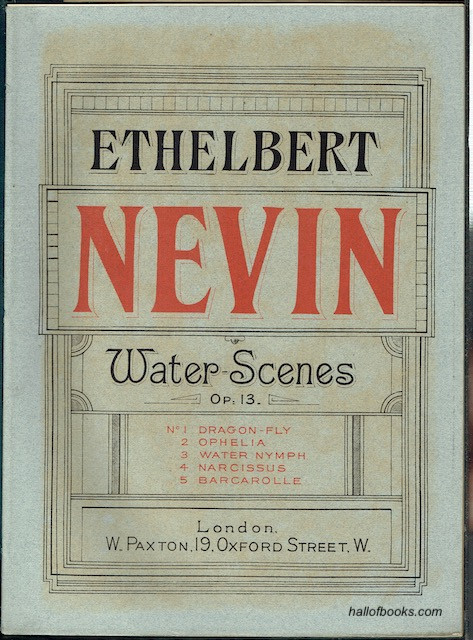 ETHELBERT
NEVIN
Water-Scenes
OP: 13.
No 1 DRAGON-FLY
2 OPHELIA
3 WATER NYMPH
4 NARCISSUS
5 BARCAROLLE
London.
W. PAXTON, 19, OXFORD STREET, W.
hallofbooks.com